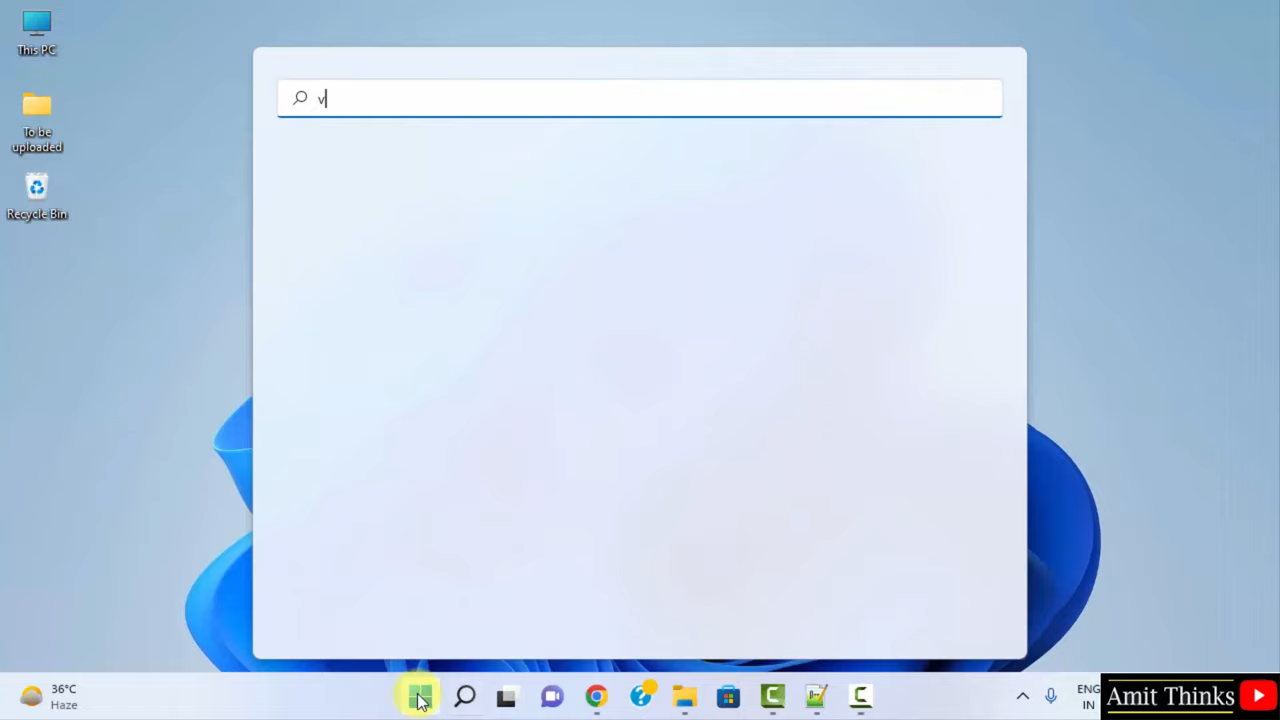 This PC
To be
uploaded
Recycle Bin
v
36°C
Haze
ENG
IN
Amit Thinks